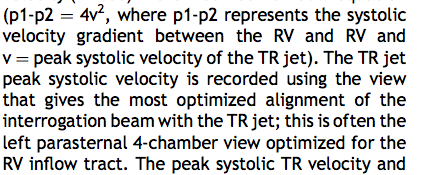 (p1-p2 = 4v², where p1-p2 represents the systolic
velocity gradient between the RV and RV and
v = peak systolic velocity of the TR jet). The TR jet
peak systolic velocity is recorded using the view
that gives the most optimized alignment of the
interrogation beam with the TR jet; this is often the
left parasternal 4-chamber view optimized for the
RV inflow tract. The peak systolic TR velocity and